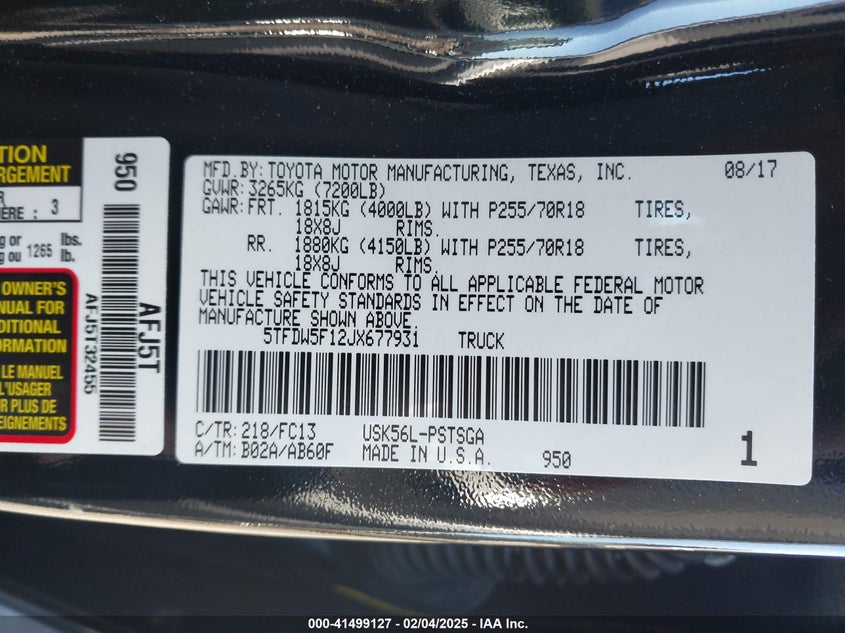 TION
RGEMENT
R
IÈRE : 3
g or 1265 lbs.
g ou lb.
OWNER'S
NUAL FOR
DITIONAL
ORMATION
LE MANUEL
L'USAGER
R PLUS DE
EIGNEMENTS
950
AFJ5T
AFJ5T32455
MFD.BY:TOYOTA MOTOR MANUFACTURING, TEXAS, INC. 08/17
GVWR:3265KG (7200LB)
GAWR:FRT. 1815KG (4000LB) WITH P255/70R18 TIRES,
18X8J RIMS.
RR. 1880KG (4150LB) WITH P255/70R18 TIRES,
18X8J RIMS.
THIS VEHICLE CONFORMS TO ALL APPLICABLE FEDERAL MOTOR
VEHICLE SAFETY STANDARDS IN EFFECT ON THE DATE OF
MANUFACTURE SHOWN ABOVE.
5TFDW5F12JX677931 TRUCK
C/TR:218/FC13 USK56L-PSTSGA
A/TM:B02A/AB60F MADE IN U.S.A. 950 1
000-41499127 - 02/04/2025 - IAA Inc.